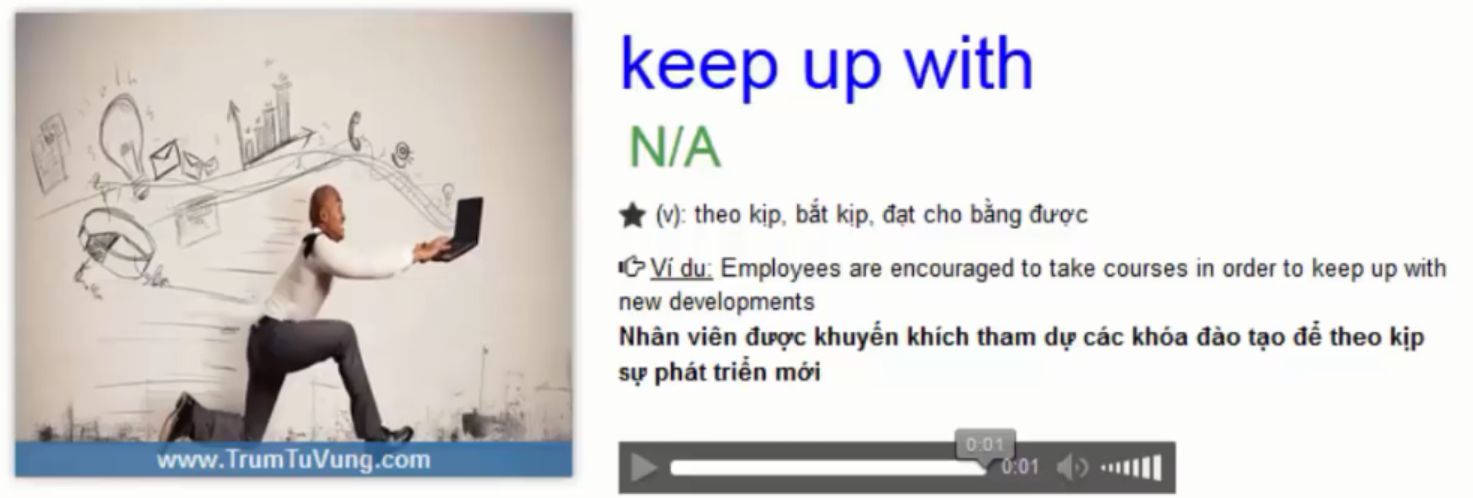 keep up with
N/A
(v): theo kịp, bắt kịp, đạt cho bằng được
Ví dụ: Employees are encouraged to take courses in order to keep up with
new developments
Nhân viên được khuyến khích tham dự các khóa đào tạo để theo kịp
sự phát triển mới
www.TrumTuVung.com
0:01
0:01